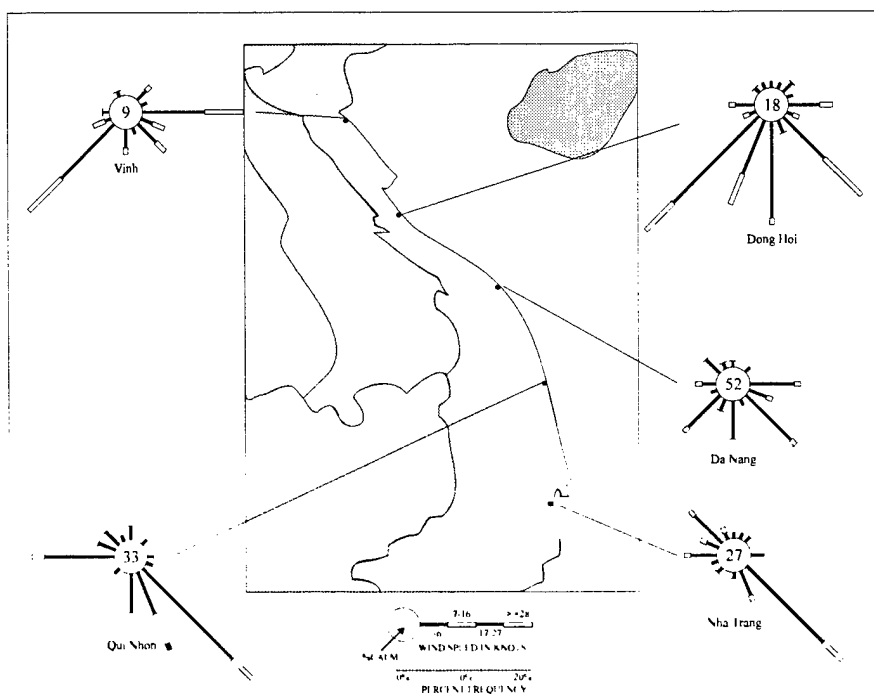 9
Vinh
18
Dong Hoi
52
Da Nang
33
Qui Nhon
27
Nha Trang
7-16
17-27
WIND SPEED IN KNOTS
PERCENT FREQUENCY